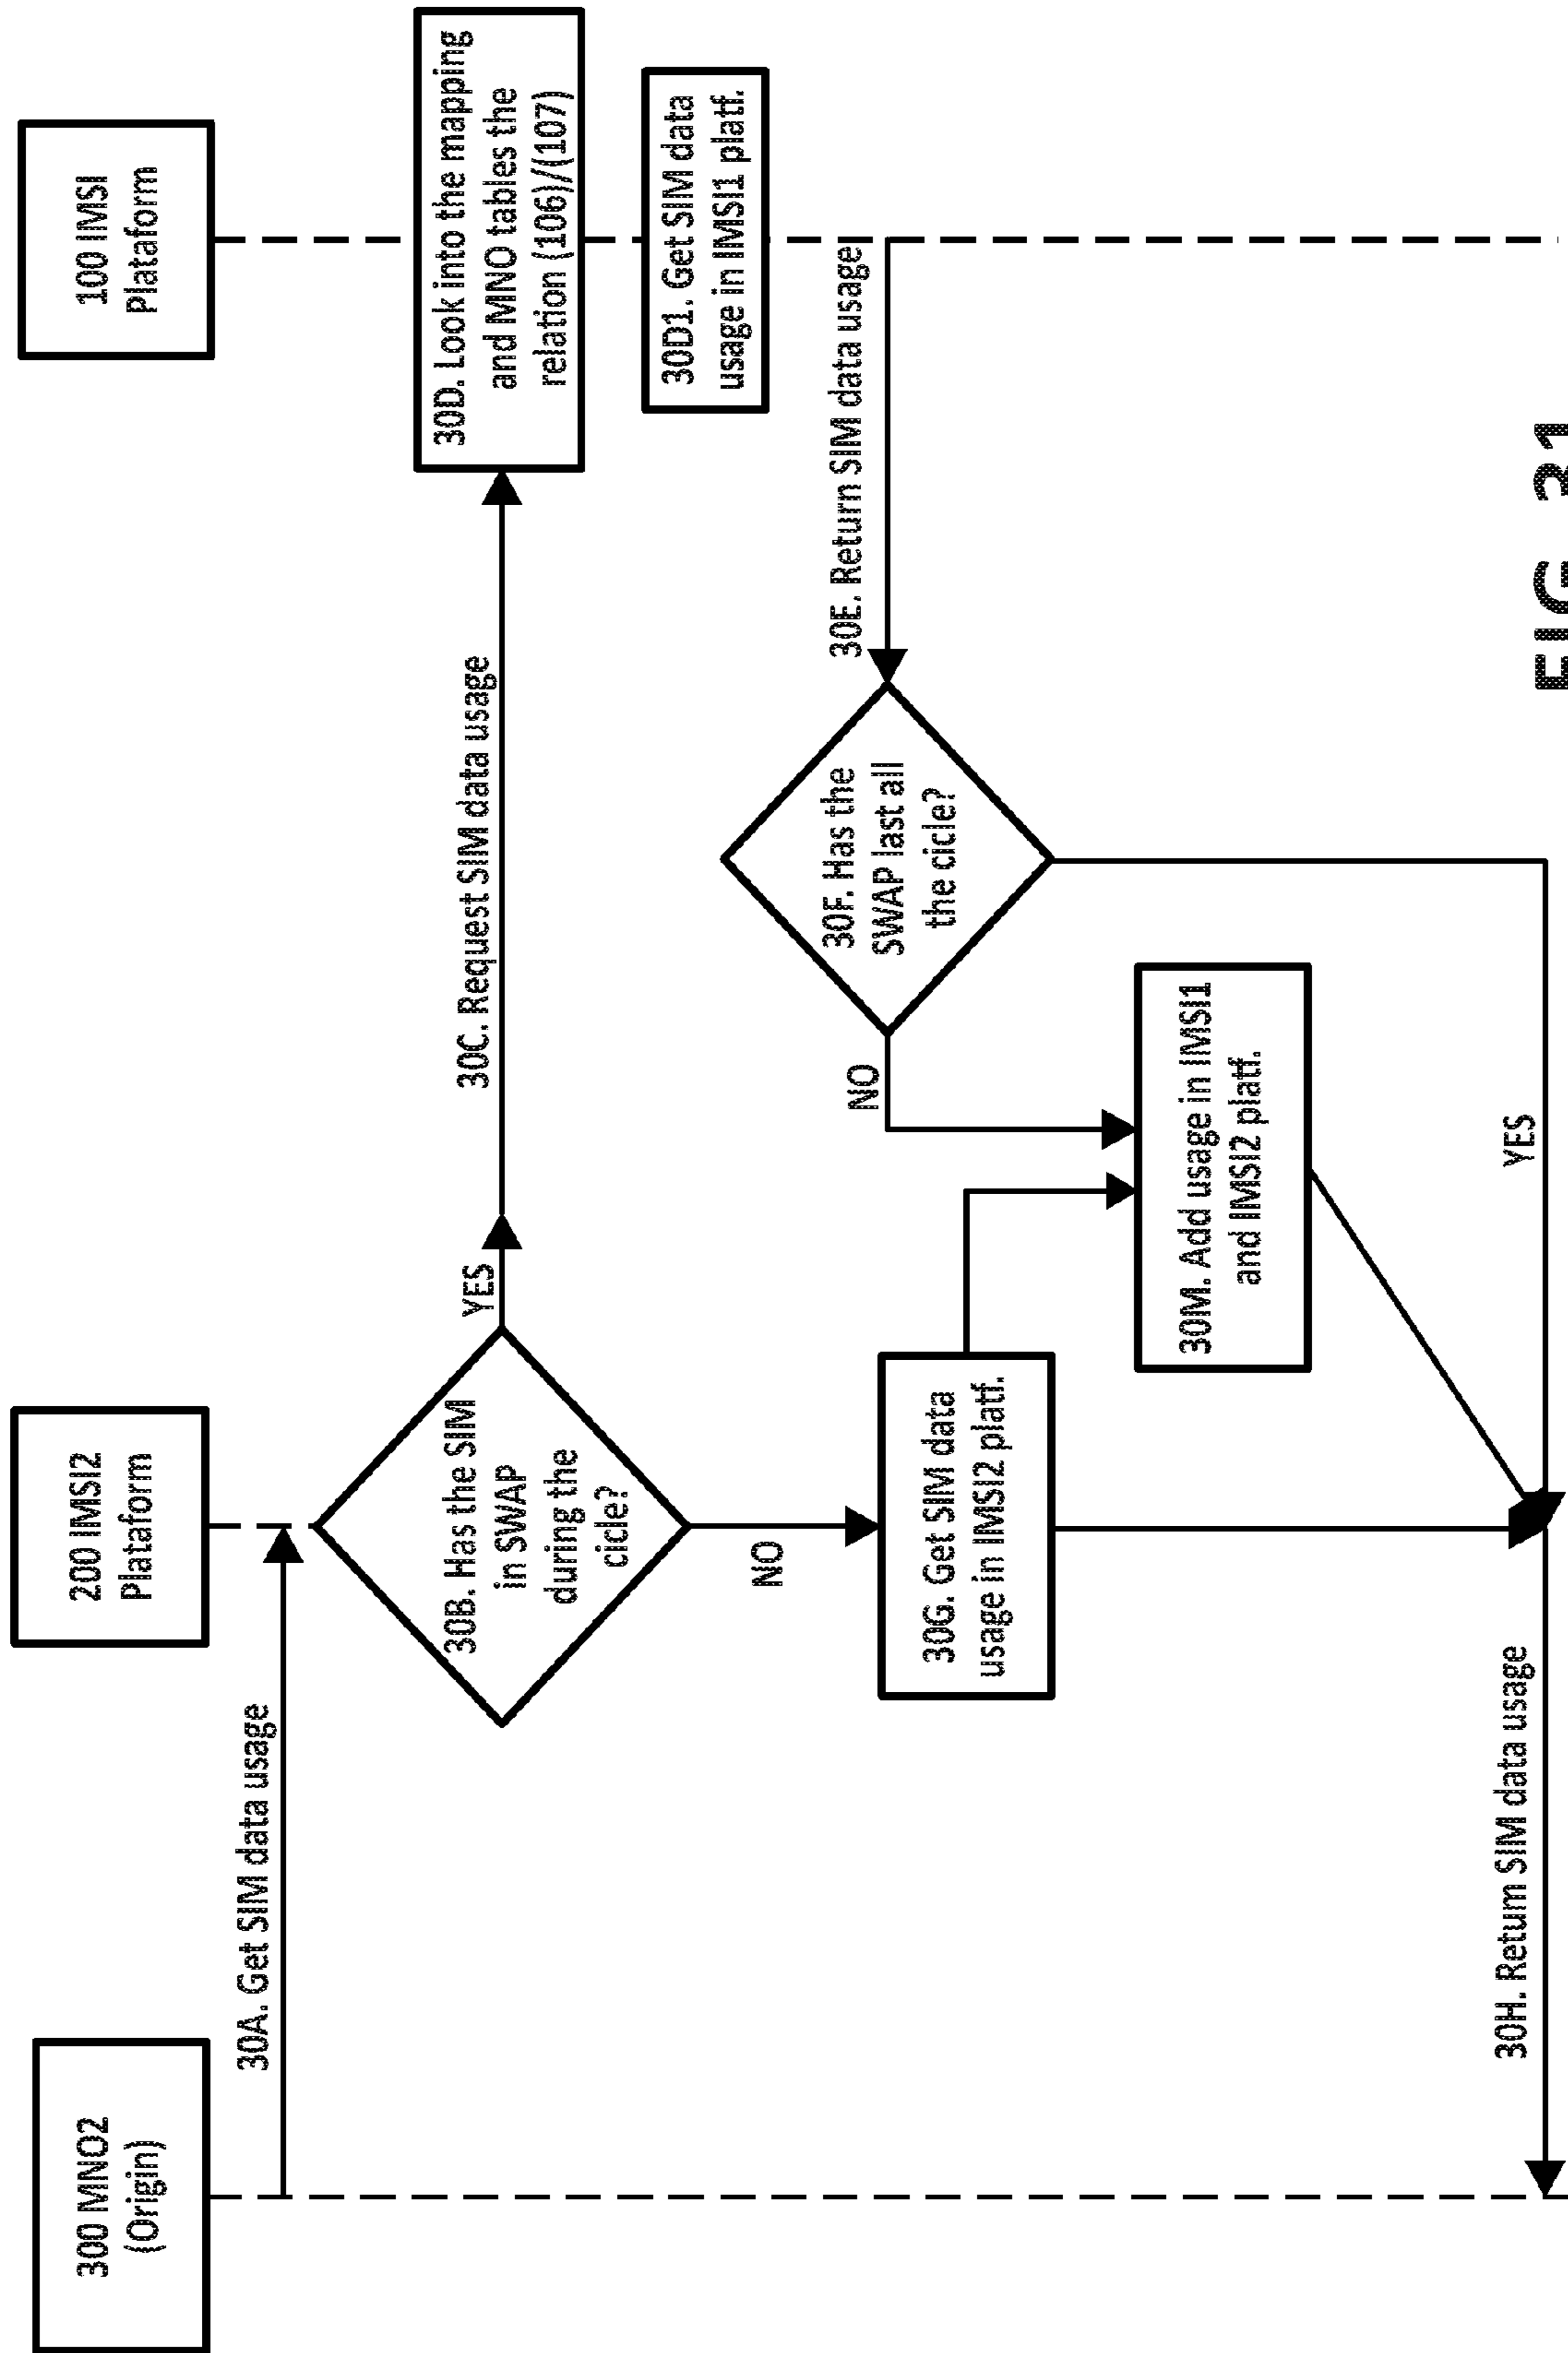 300 MNO2
(Origin)
200 IMSI2
Plataform
100 IMSI
Plataform
30A. Get SIM data usage
30B. Has the SIM
in SWAP
during the
cicle?
YES
30C. Request SIM data usage
30D. Look into the mapping
and MNO tables the
relation (106)/(107)
30D1. Get SIM data
usage in IMSI1 platf.
30E. Return SIM data usage
30F. Has the
SWAP last all
the cicle?
NO
NO
30G. Get SIM data
usage in IMSI2 platf.
30M. Add usage in IMSI1
and IMSI2 platf.
YES
30H. Return SIM data usage
FIG 31